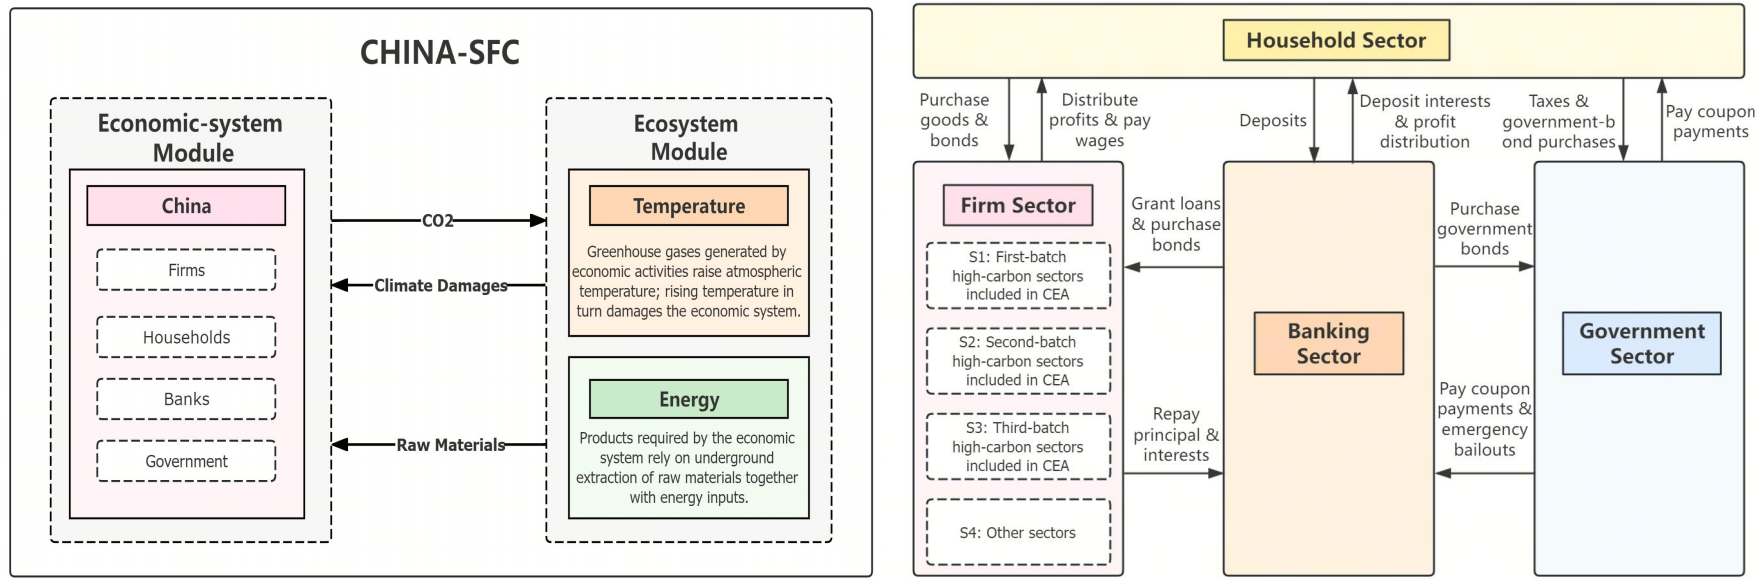 CHINA-SFC
Economic-system
Module
China
Firms
Households
Banks
Government
CO2
Climate Damages
Raw Materials
Ecosystem
Module
Temperature
Greenhouse gases generated by
economic activities raise atmospheric
temperature; rising temperature in
turn damages the economic system.
Energy
Products required by the economic
system rely on underground
extraction of raw materials together
with energy inputs.
Household Sector
Purchase
goods &
bonds
Distribute
profits & pay
wages
Deposits
Deposit interests
& profit
distribution
Taxes &
government-b
ond purchases
Pay coupon
payments
Firm Sector
S1: First-batch
high-carbon sectors
included in CEA
S2: Second-batch
high-carbon sectors
included in CEA
S3: Third-batch
high-carbon sectors
included in CEA
S4: Other sectors
Grant loans
& purchase
bonds
Repay
principal &
interests
Banking
Sector
Purchase
government
bonds
Pay coupon
payments &
emergency
bailouts
Government
Sector